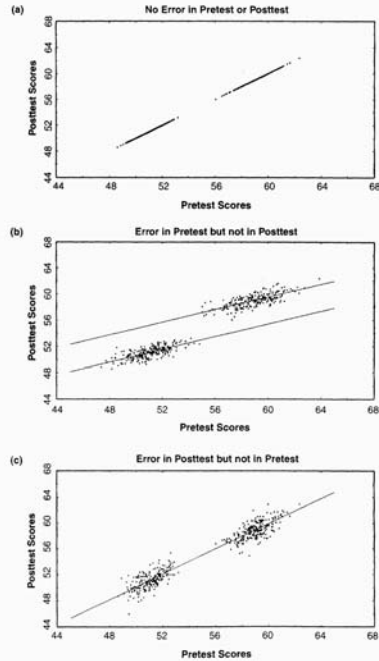 (a) No Error in Pretest or Posttest
Posttest Scores
68
64
60
56
52
48
44
44 48 52 56 60 64 68
Pretest Scores
(b) Error in Pretest but not in Posttest
Posttest Scores
68
64
60
56
52
48
44
44 48 52 56 60 64 68
Pretest Scores
(c) Error in Posttest but not in Pretest
Posttest Scores
68
64
60
56
52
48
44
44 48 52 56 60 64 68
Pretest Scores